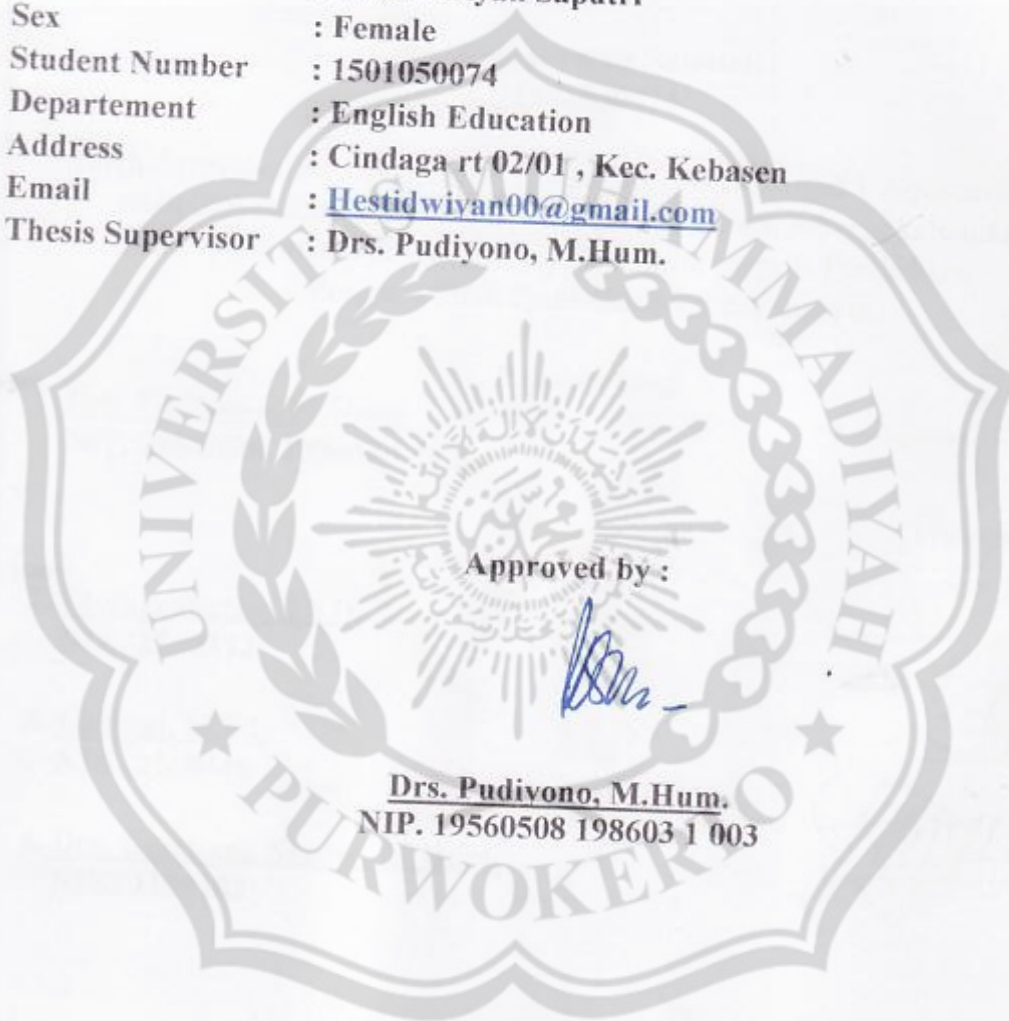 Saputri
Sex : Female
Student Number : 1501050074
Departement : English Education
Address : Cindaga rt 02/01 , Kec. Kebasen
Email : Hestidwiyan00@gmail.com
Thesis Supervisor : Drs. Pudiyono, M.Hum.
UNIVERSITAS MUHAMMADIYAH
PURWOKERTO
Approved by :
Drs. Pudiyono, M.Hum.
NIP. 19560508 198603 1 003